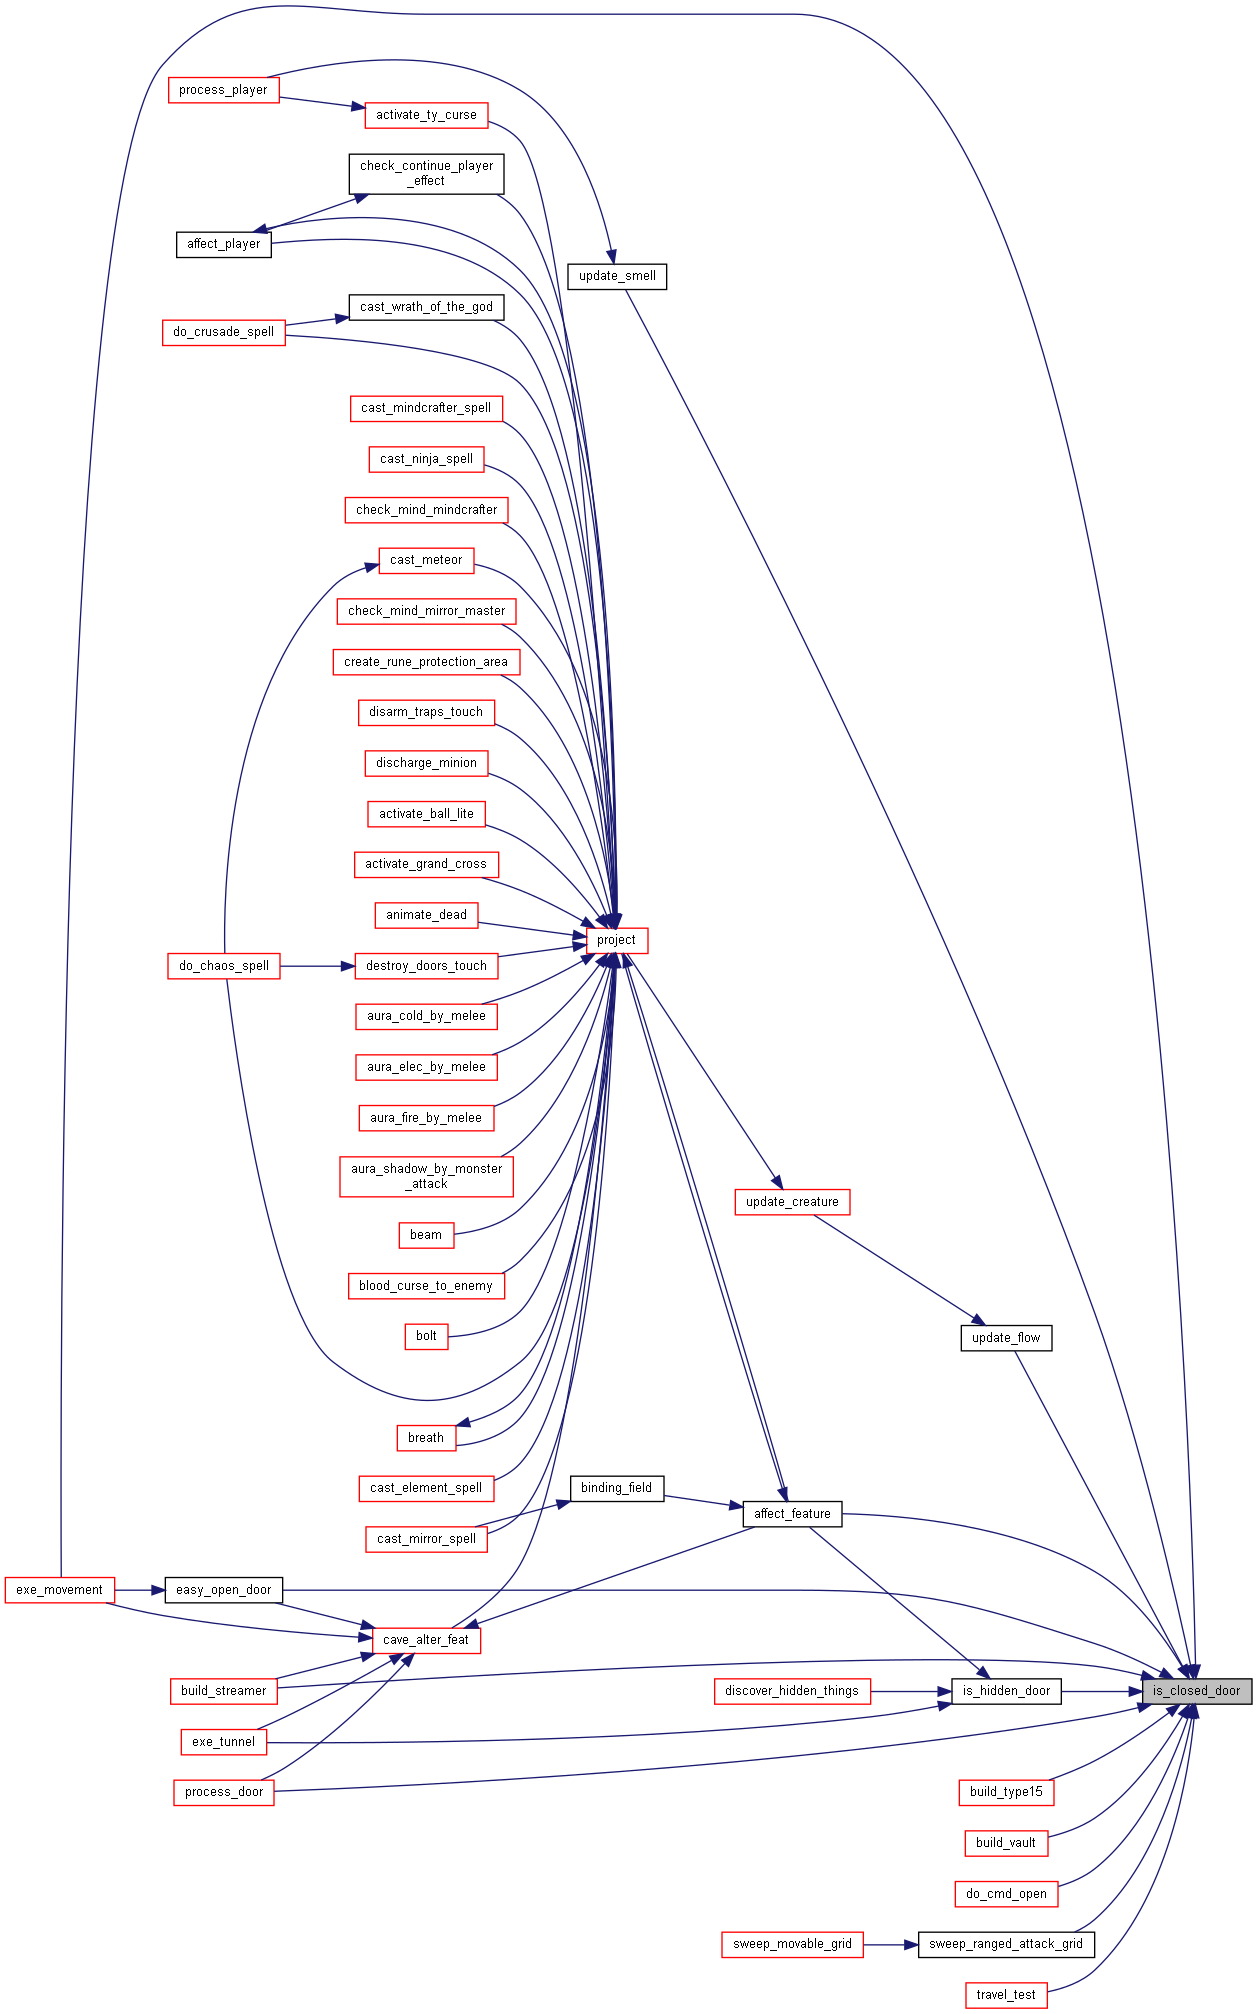 process_player
activate_ty_curse
check_continue_player
_effect
affect_player
update_smell
cast_wrath_of_the_god
do_crusade_spell
cast_mindcrafter_spell
cast_ninja_spell
check_mind_mindcrafter
cast_meteor
check_mind_mirror_master
create_rune_protection_area
disarm_traps_touch
discharge_minion
activate_ball_lite
activate_grand_cross
animate_dead
project
do_chaos_spell
destroy_doors_touch
aura_cold_by_melee
aura_elec_by_melee
aura_fire_by_melee
aura_shadow_by_monster
_attack
update_creature
beam
blood_curse_to_enemy
bolt
update_flow
breath
cast_element_spell
binding_field
affect_feature
cast_mirror_spell
exe_movement
easy_open_door
cave_alter_feat
build_streamer
discover_hidden_things
is_hidden_door
is_closed_door
exe_tunnel
process_door
build_type15
build_vault
do_cmd_open
sweep_movable_grid
sweep_ranged_attack_grid
travel_test